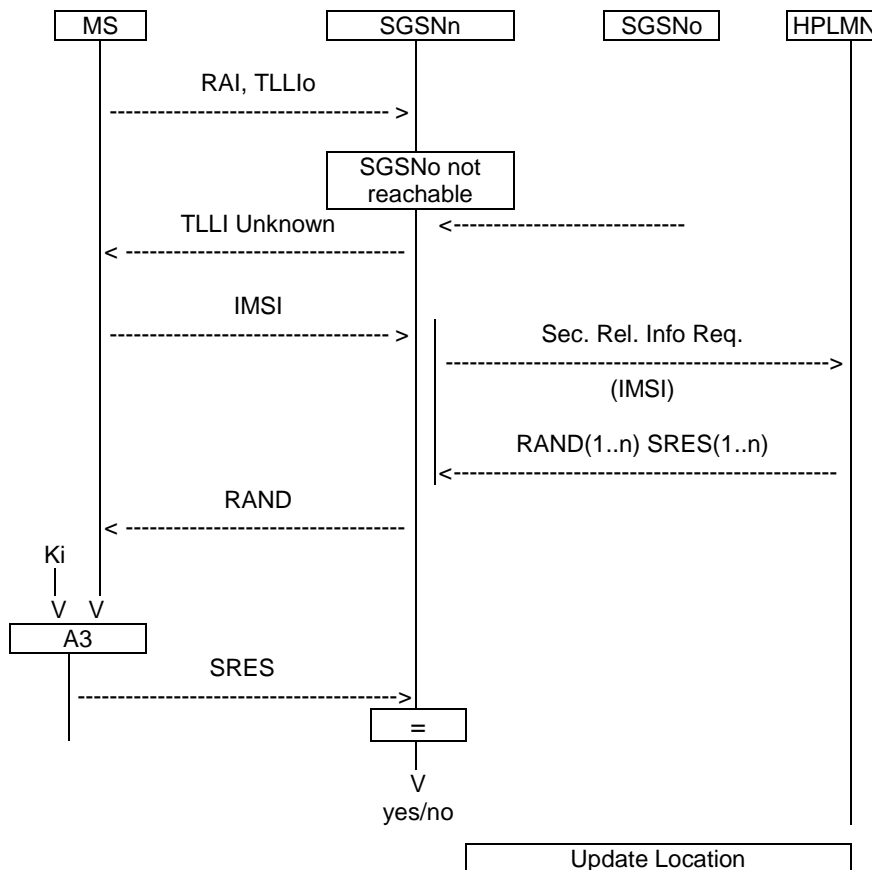 MS SGSNn SGSNo HPLMN
RAI, TLLIo
SGSNo not
reachable
TLLI Unknown
IMSI
Sec. Rel. Info Req.
(IMSI)
RAND(1..n) SRES(1..n)
RAND
Ki
V V
A3
SRES
=
V
yes/no
Update Location